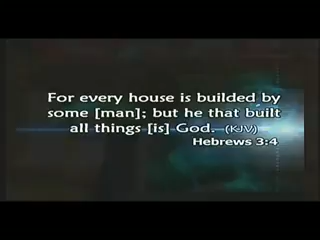 For every house is builded by
some [man]; but he that built
all things [is] God. (KJV)
Hebrews 3:4